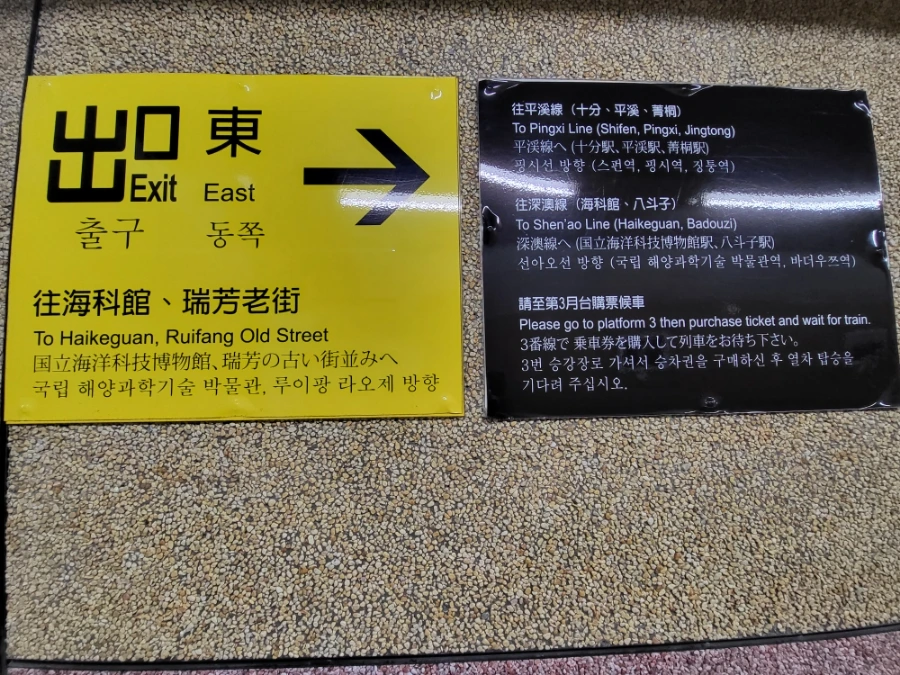 出口 東
Exit East
출구 동쪽
往海科館、瑞芳老街
To Haikeguan, Ruifang Old Street
国立海洋科技博物館、瑞芳の古い街並みへ
국립 해양과학기술 박물관, 루이팡 라오제 방향
往平溪線（十分、平溪、菁桐）
To Pingxi Line (Shifen, Pingxi, Jingtong)
平渓線へ (十分駅、平渓駅、菁桐駅)
핑시선 방향 (스펀역, 핑시역, 징퉁역)
往深澳線（海科館、八斗子）
To Shen'ao Line (Haikeguan, Badouzi)
深澳線へ (国立海洋科技博物館駅、八斗子駅)
선아오선 방향 (국립 해양과학기술 박물관역, 바더우쯔역)
請至第3月台購票候車
Please go to platform 3 then purchase ticket and wait for train.
3番線で 乗車券を購入して列車をお待ち下さい。
3번 승강장로 가셔서 승차권을 구매하신 후 열차 탑승을
기다려 주십시오.